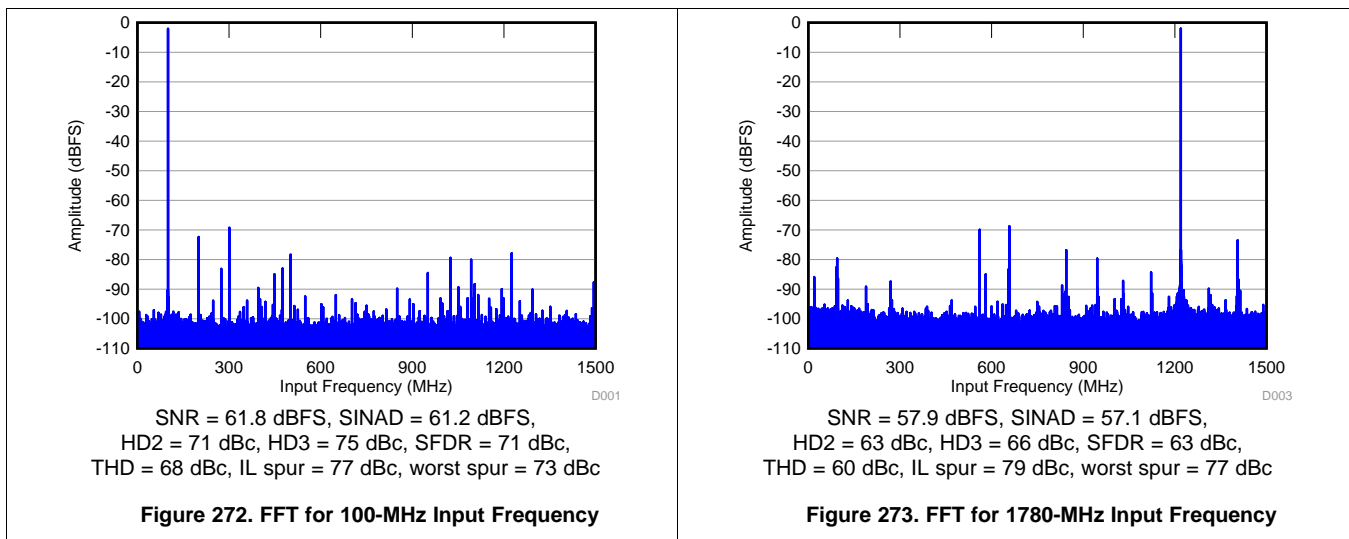 0
-10
-20
-30
-40
-50
-60
-70
-80
-90
-100
-110
Amplitude (dBFS)
0 300 600 900 1200 1500
Input Frequency (MHz)
D001
SNR = 61.8 dBFS, SINAD = 61.2 dBFS,
HD2 = 71 dBc, HD3 = 75 dBc, SFDR = 71 dBc,
THD = 68 dBc, IL spur = 77 dBc, worst spur = 73 dBc
Figure 272. FFT for 100-MHz Input Frequency
0
-10
-20
-30
-40
-50
-60
-70
-80
-90
-100
-110
Amplitude (dBFS)
0 300 600 900 1200 1500
Input Frequency (MHz)
D003
SNR = 57.9 dBFS, SINAD = 57.1 dBFS,
HD2 = 63 dBc, HD3 = 66 dBc, SFDR = 63 dBc,
THD = 60 dBc, IL spur = 79 dBc, worst spur = 77 dBc
Figure 273. FFT for 1780-MHz Input Frequency